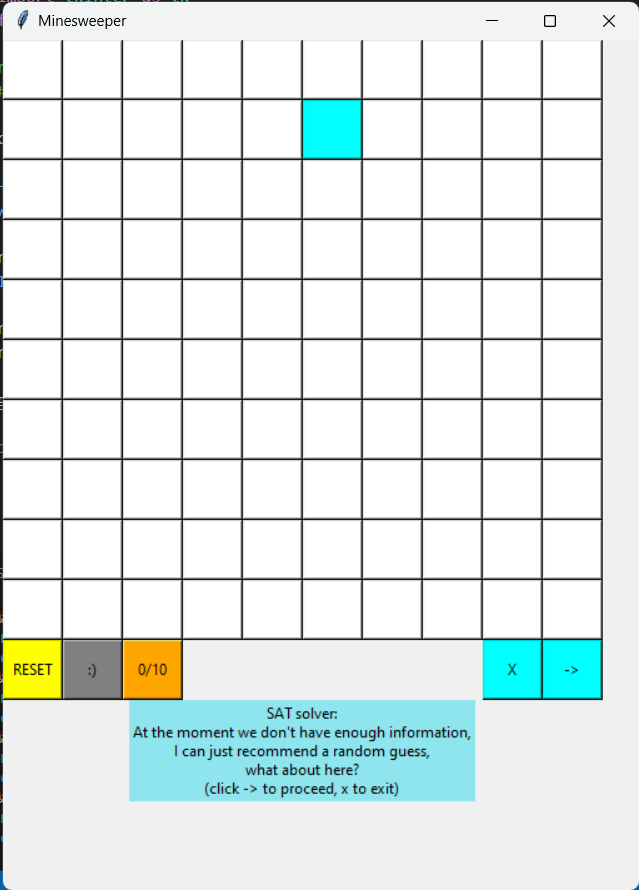 Minesweeper
RESET :) 0/10 X ->
SAT solver:
At the moment we don't have enough information,
I can just recommend a random guess,
what about here?
(click -> to proceed, x to exit)